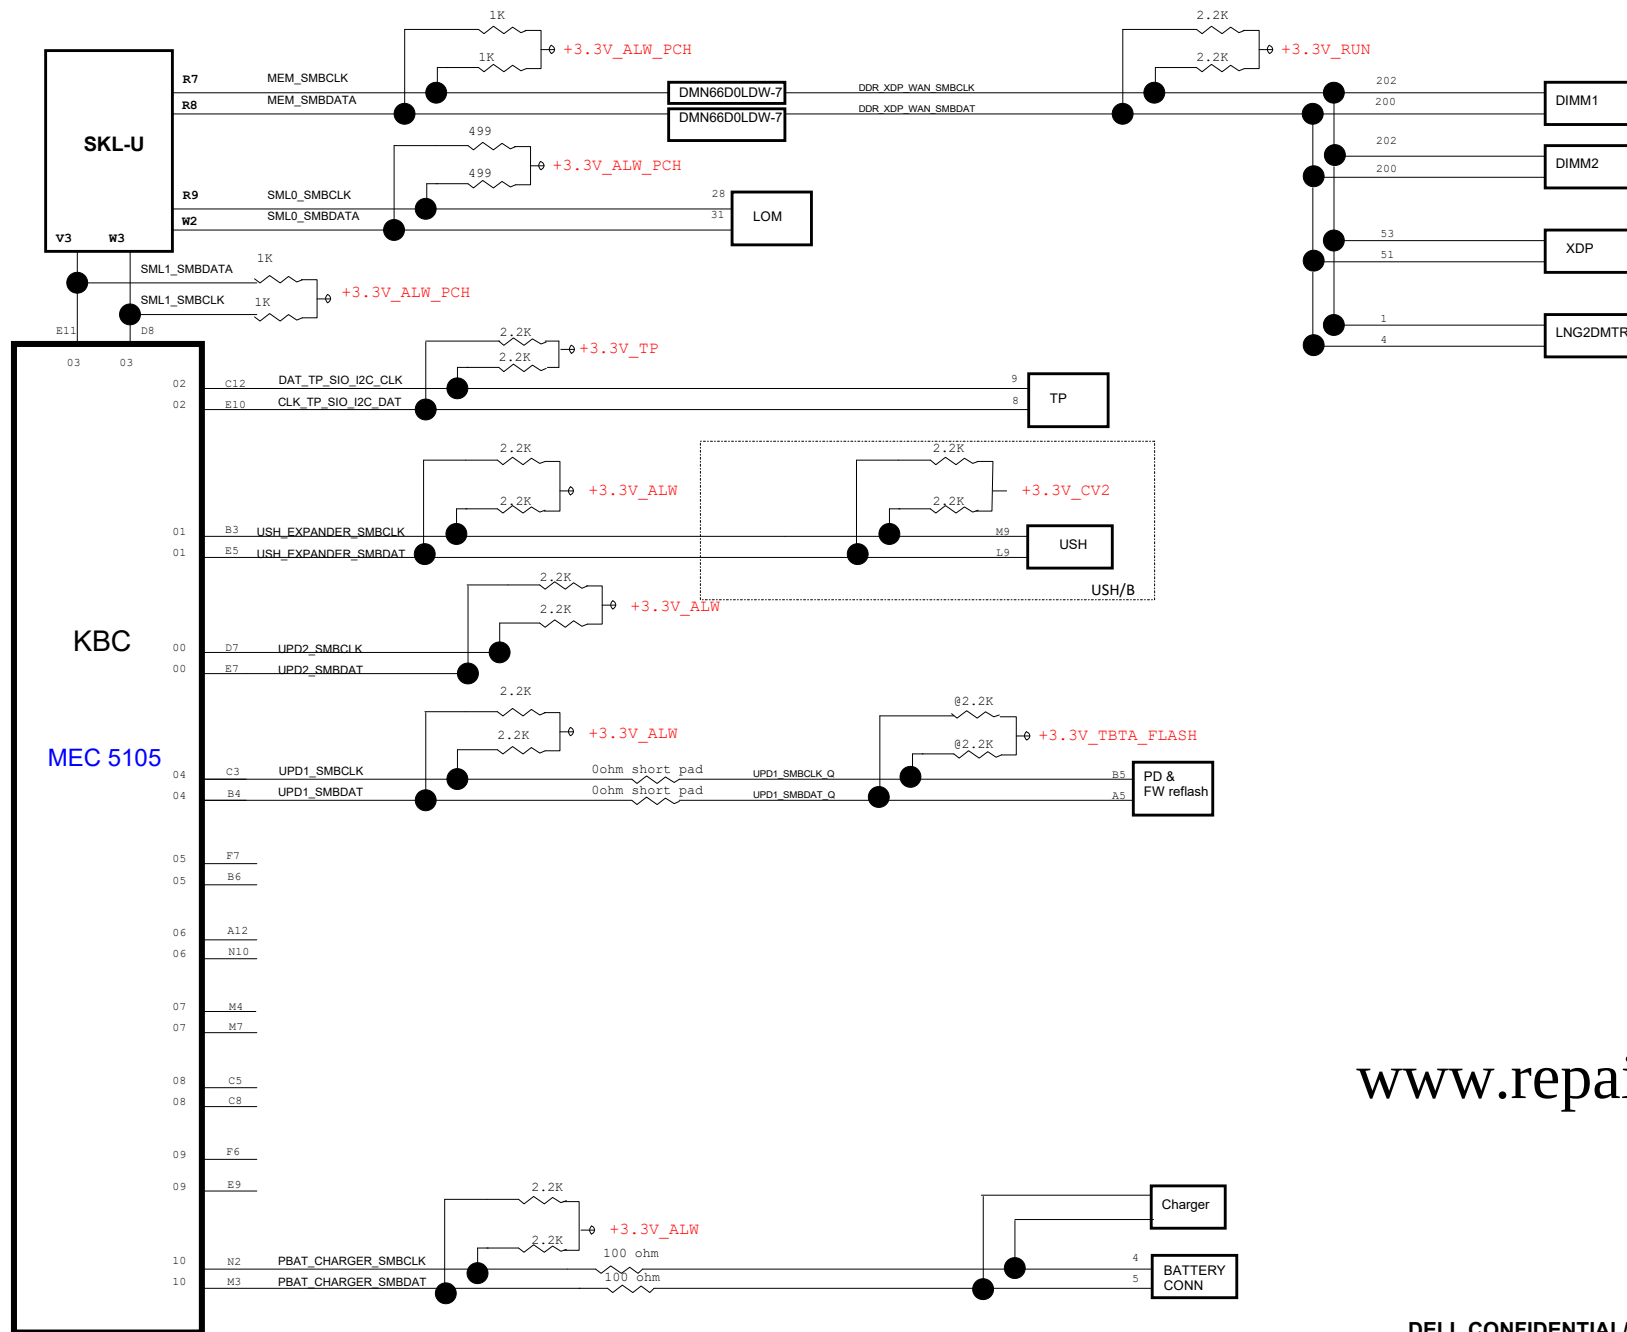 1K
+3.3V_ALW_PCH
1K
2.2K
+3.3V_RUN
2.2K
SKL-U
R7 MEM_SMBCLK
R8 MEM_SMBDATA
DMN66D0LDW-7
DMN66D0LDW-7
DDR_XDP_WAN_SMBCLK
DDR_XDP_WAN_SMBDAT
202
200
DIMM1
499
+3.3V_ALW_PCH
499
202
200
DIMM2
R9 SML0_SMBCLK
W2 SML0_SMBDATA
28
31
LOM
V3 W3
53
51
XDP
SML1_SMBDATA
1K
+3.3V_ALW_PCH
SML1_SMBCLK
1K
1
4
LNG2DMTR
E11 D8
03 03
2.2K
+3.3V_TP
2.2K
02 C12 DAT_TP_SIO_I2C_CLK
02 E10 CLK_TP_SIO_I2C_DAT
9
8
TP
2.2K
+3.3V_ALW
2.2K
2.2K
+3.3V_CV2
2.2K
01 B3 USH_EXPANDER_SMBCLK
01 E5 USH_EXPANDER_SMBDAT
M9
L9
USH
USH/B
2.2K
+3.3V_ALW
2.2K
KBC
00 D7 UPD2_SMBCLK
00 E7 UPD2_SMBDAT
2.2K
+3.3V_ALW
2.2K
@2.2K
+3.3V_TBTA_FLASH
@2.2K
MEC 5105
04 C3 UPD1_SMBCLK
04 B4 UPD1_SMBDAT
0ohm short pad
0ohm short pad
UPD1_SMBCLK_Q
UPD1_SMBDAT_Q
B5
A5
PD &
FW reflash
05 F7
05 B6
06 A12
06 N10
07 M4
07 M7
08 C5
08 C8
www.repai
09 F6
09 E9
2.2K
+3.3V_ALW
2.2K
Charger
10 N2 PBAT_CHARGER_SMBCLK
10 M3 PBAT_CHARGER_SMBDAT
100 ohm
100 ohm
4
5
BATTERY
CONN
DELL CONFIDENTIAL/